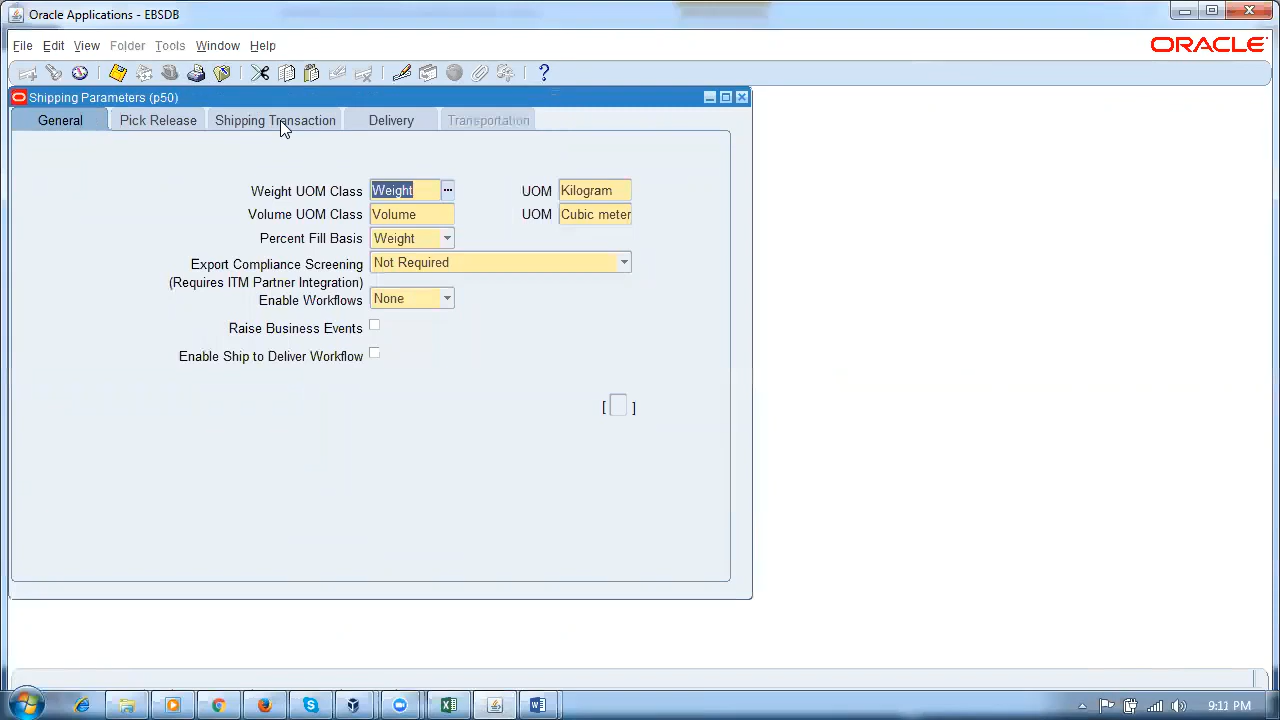 Oracle Applications - EBSDB
File Edit View Folder Tools Window Help
ORACLE
Shipping Parameters (p50)
General Pick Release Shipping Transaction Delivery Transportation
Weight UOM Class Weight ... UOM Kilogram
Volume UOM Class Volume UOM Cubic meter
Percent Fill Basis Weight
Export Compliance Screening Not Required
(Requires ITM Partner Integration)
Enable Workflows None
Raise Business Events
Enable Ship to Deliver Workflow
[ ]
9:11 PM